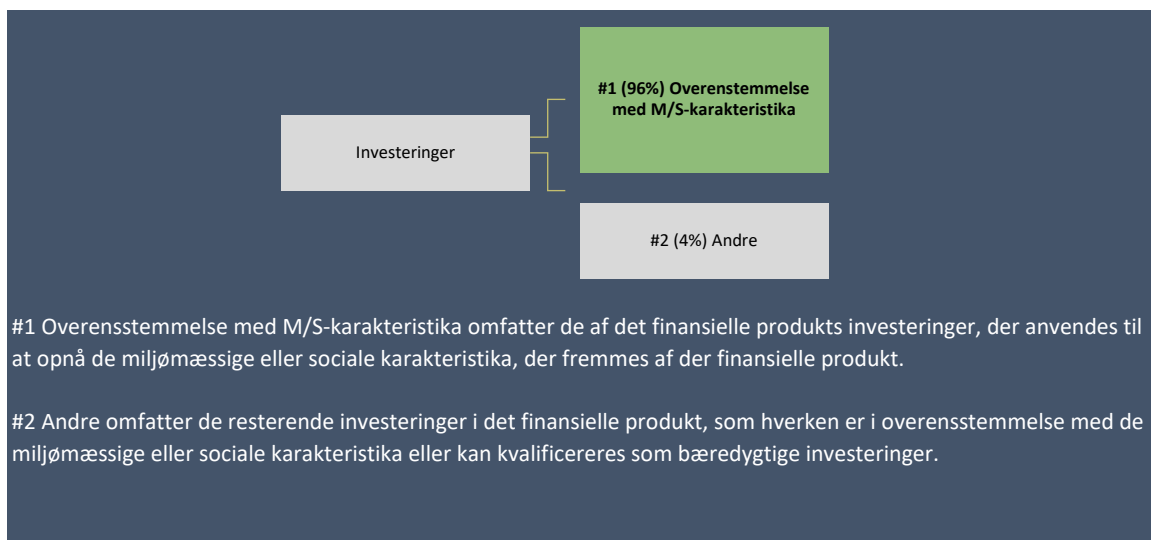 #1 (96%) Overenstemmelse
med M/S-karakteristika
Investeringer
#2 (4%) Andre
#1 Overensstemmelse med M/S-karakteristika omfatter de af det finansielle produkts investeringer, der anvendes til
at opnå de miljømæssige eller sociale karakteristika, der fremmes af der finansielle produkt.
#2 Andre omfatter de resterende investeringer i det finansielle produkt, som hverken er i overensstemmelse med de
miljømæssige eller sociale karakteristika eller kan kvalificereres som bæredygtige investeringer.